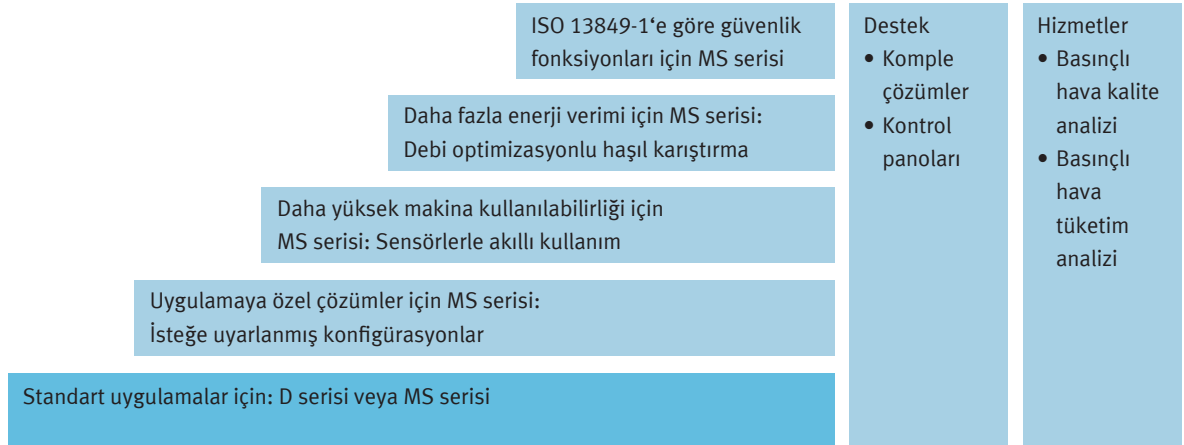 ISO 13849-1‘e göre güvenlik
fonksiyonları için MS serisi
Daha fazla enerji verimi için MS serisi:
Debi optimizasyonlu haşıl karıştırma
Daha yüksek makina kullanılabilirliği için
MS serisi: Sensörlerle akıllı kullanım
Uygulamaya özel çözümler için MS serisi:
İsteğe uyarlanmış konfigürasyonlar
Standart uygulamalar için: D serisi veya MS serisi
Destek
• Komple
çözümler
• Kontrol
panoları
Hizmetler
• Basınçlı
hava kalite
analizi
• Basınçlı
hava
tüketim
analizi